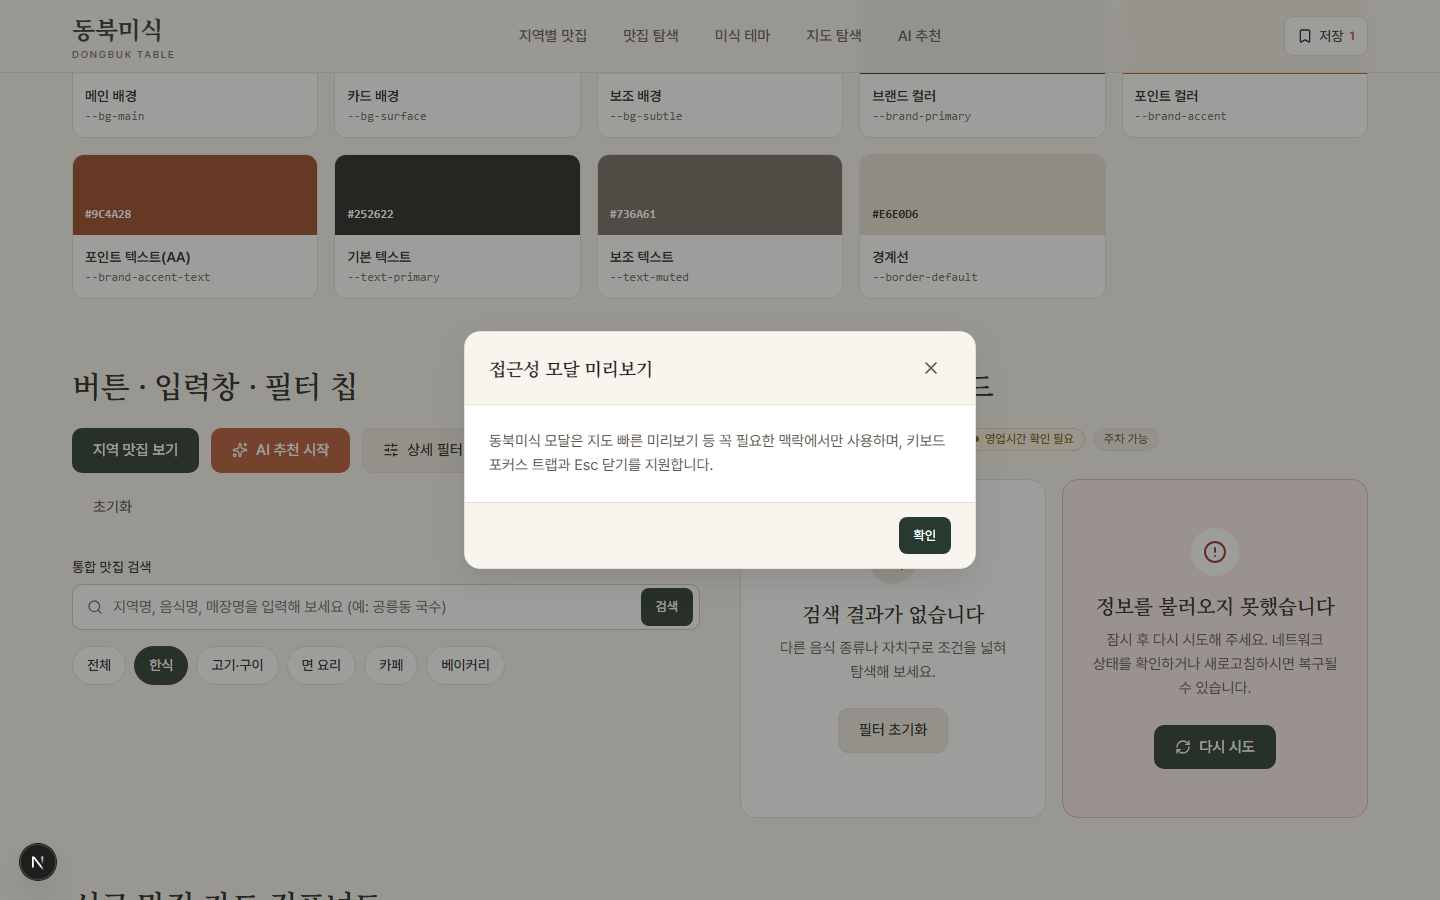 동북미식
DONGBUK TABLE
지역별 맛집
맛집 탐색
미식 테마
지도 탐색
AI 추천
저장 1
메인 배경
--bg-main
카드 배경
--bg-surface
보조 배경
--bg-subtle
브랜드 컬러
--brand-primary
포인트 컬러
--brand-accent
#9C4A28
포인트 텍스트(AA)
--brand-accent-text
#252622
기본 텍스트
--text-primary
#736A61
보조 텍스트
--text-muted
#E6E0D6
경계선
--border-default
버튼 · 입력창 · 필터 칩
지역 맛집 보기
AI 추천 시작
상세 필터
초기화
통합 맛집 검색
지역명, 음식명, 매장명을 입력해 보세요 (예: 공릉동 국수)
검색
전체
한식
고기·구이
면 요리
카페
베이커리
접근성 모달 미리보기
동북미식 모달은 지도 빠른 미리보기 등 꼭 필요한 맥락에서만 사용하며, 키보드
포커스 트랩과 Esc 닫기를 지원합니다.
확인
드
영업시간 확인 필요
주차 가능
검색 결과가 없습니다
다른 음식 종류나 자치구로 조건을 넓혀
탐색해 보세요.
필터 초기화
정보를 불러오지 못했습니다
잠시 후 다시 시도해 주세요. 네트워크
상태를 확인하거나 새로고침하시면 복구될
수 있습니다.
다시 시도
N